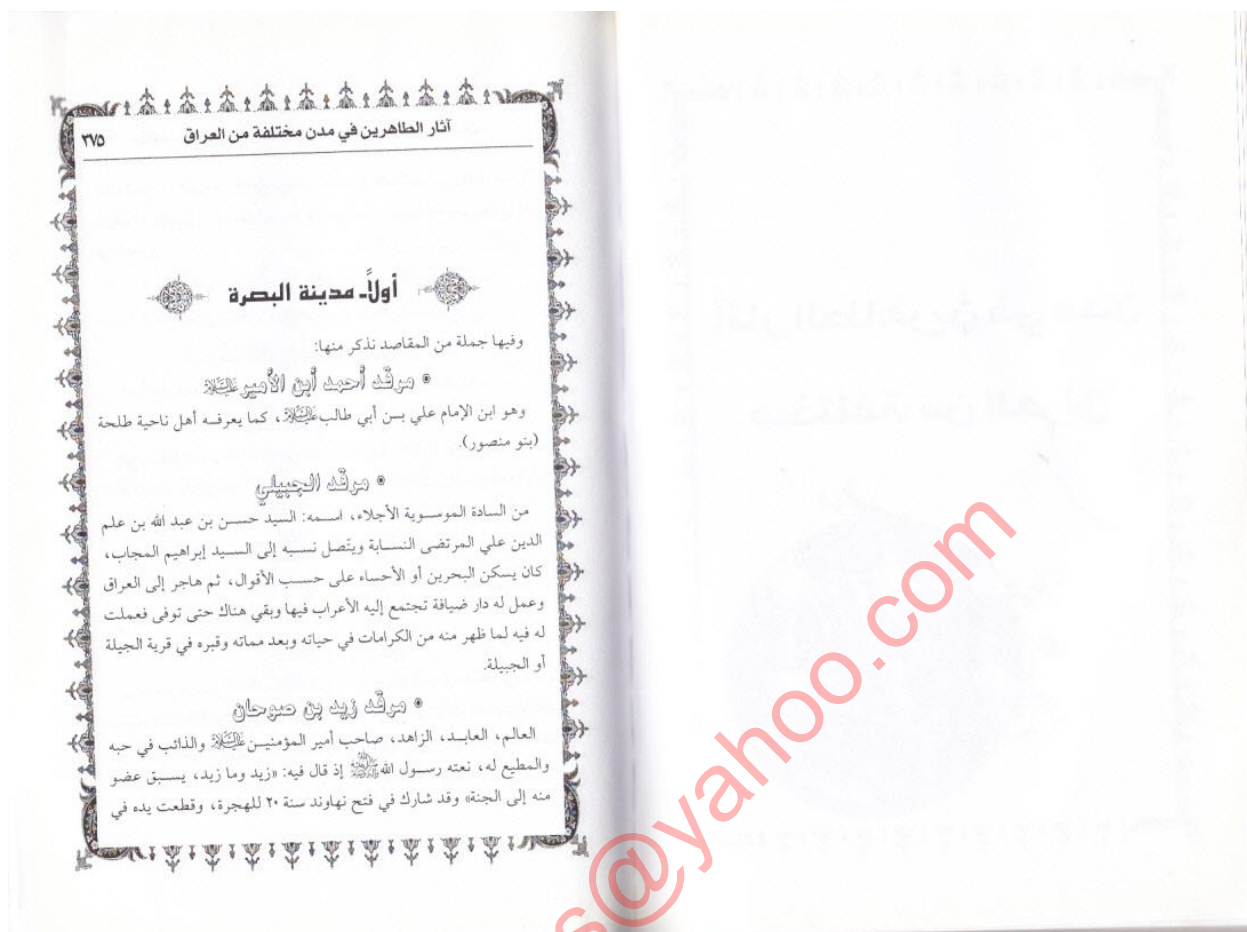 آثار الطاهرين في مدن مختلفة من العراق
٣٧٥
أولاً۔ مدينة البصرة
وفيها جملة من المقاصد نذكر منها:
* مرقد أحمد أبن الأمير عليه السلام
وهو ابن الإمام علي بن أبي طالب عليه السلام، كما يعرفه أهل ناحية طلحة
(بنو منصور).
* مرقد الجبيلي
من السادة الموسوية الأجلاء، اسمه: السيد حسن بن عبد الله بن علم
الدين علي المرتضى النسابة ويتّصل نسبه إلى السيد إبراهيم المجاب،
كان يسكن البحرين أو الأحساء على حسب الأقوال، ثم هاجر إلى العراق
وعمل له دار ضيافة تجتمع إليه الأعراب فيها وبقي هناك حتى توفى فعملت
له فيه لما ظهر منه من الكرامات في حياته وبعد مماته وقبره في قرية الجيلة
أو الجبيلة.
* مرقد زيد بن صوحان
العالم، العابد، الزاهد، صاحب أمير المؤمنين عليه السلام والذائب في حبه
والمطيع له، نعته رسول الله ﷺ إذ قال فيه: «زيد وما زيد، يسبق عضو
منه إلى الجنة» وقد شارك في فتح نهاوند سنة ٢٠ للهجرة، وقطعت يده في
s@yahoo.com